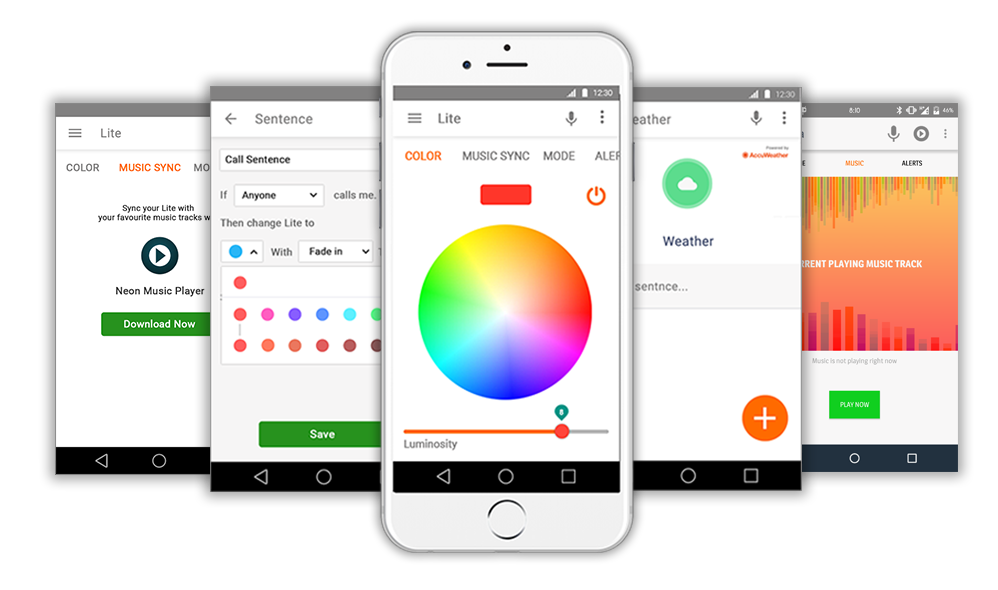 Lite
COLOR MUSIC SYNC MO
Sync your Lite with
your favourite music tracks w
Neon Music Player
Download Now
Sentence
Call Sentence
If Anyone calls me.
Then change Lite to
With Fade in T
Save
12:30
Lite
COLOR MUSIC SYNC MODE ALER
Luminosity
12:30
eather
Powered by
AccuWeather
Weather
sentnce...
8:10 46%
E MUSIC ALERTS
RRENT PLAYING MUSIC TRACK
Music is not playing right now
PLAY NOW